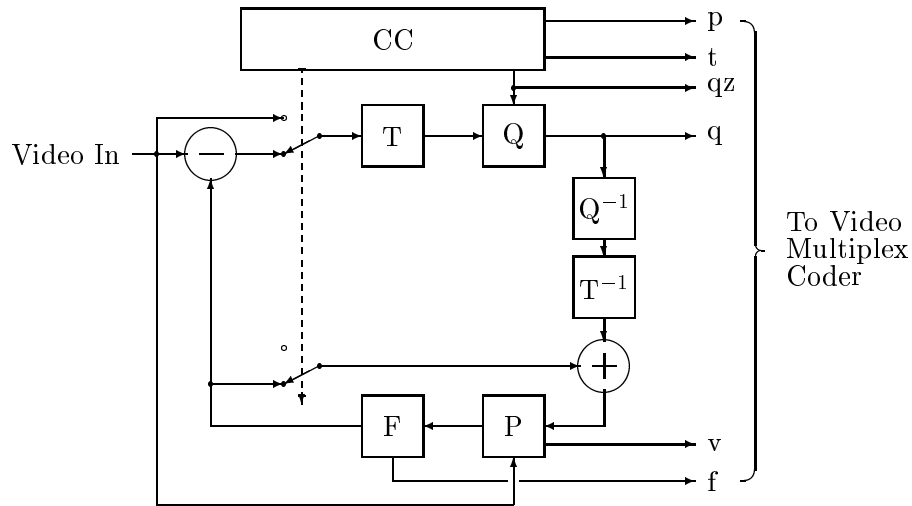 CC
p
t
qz
Video In
−
T
Q
q
Q⁻¹
T⁻¹
To Video
Multiplex
Coder
+
F
P
v
f